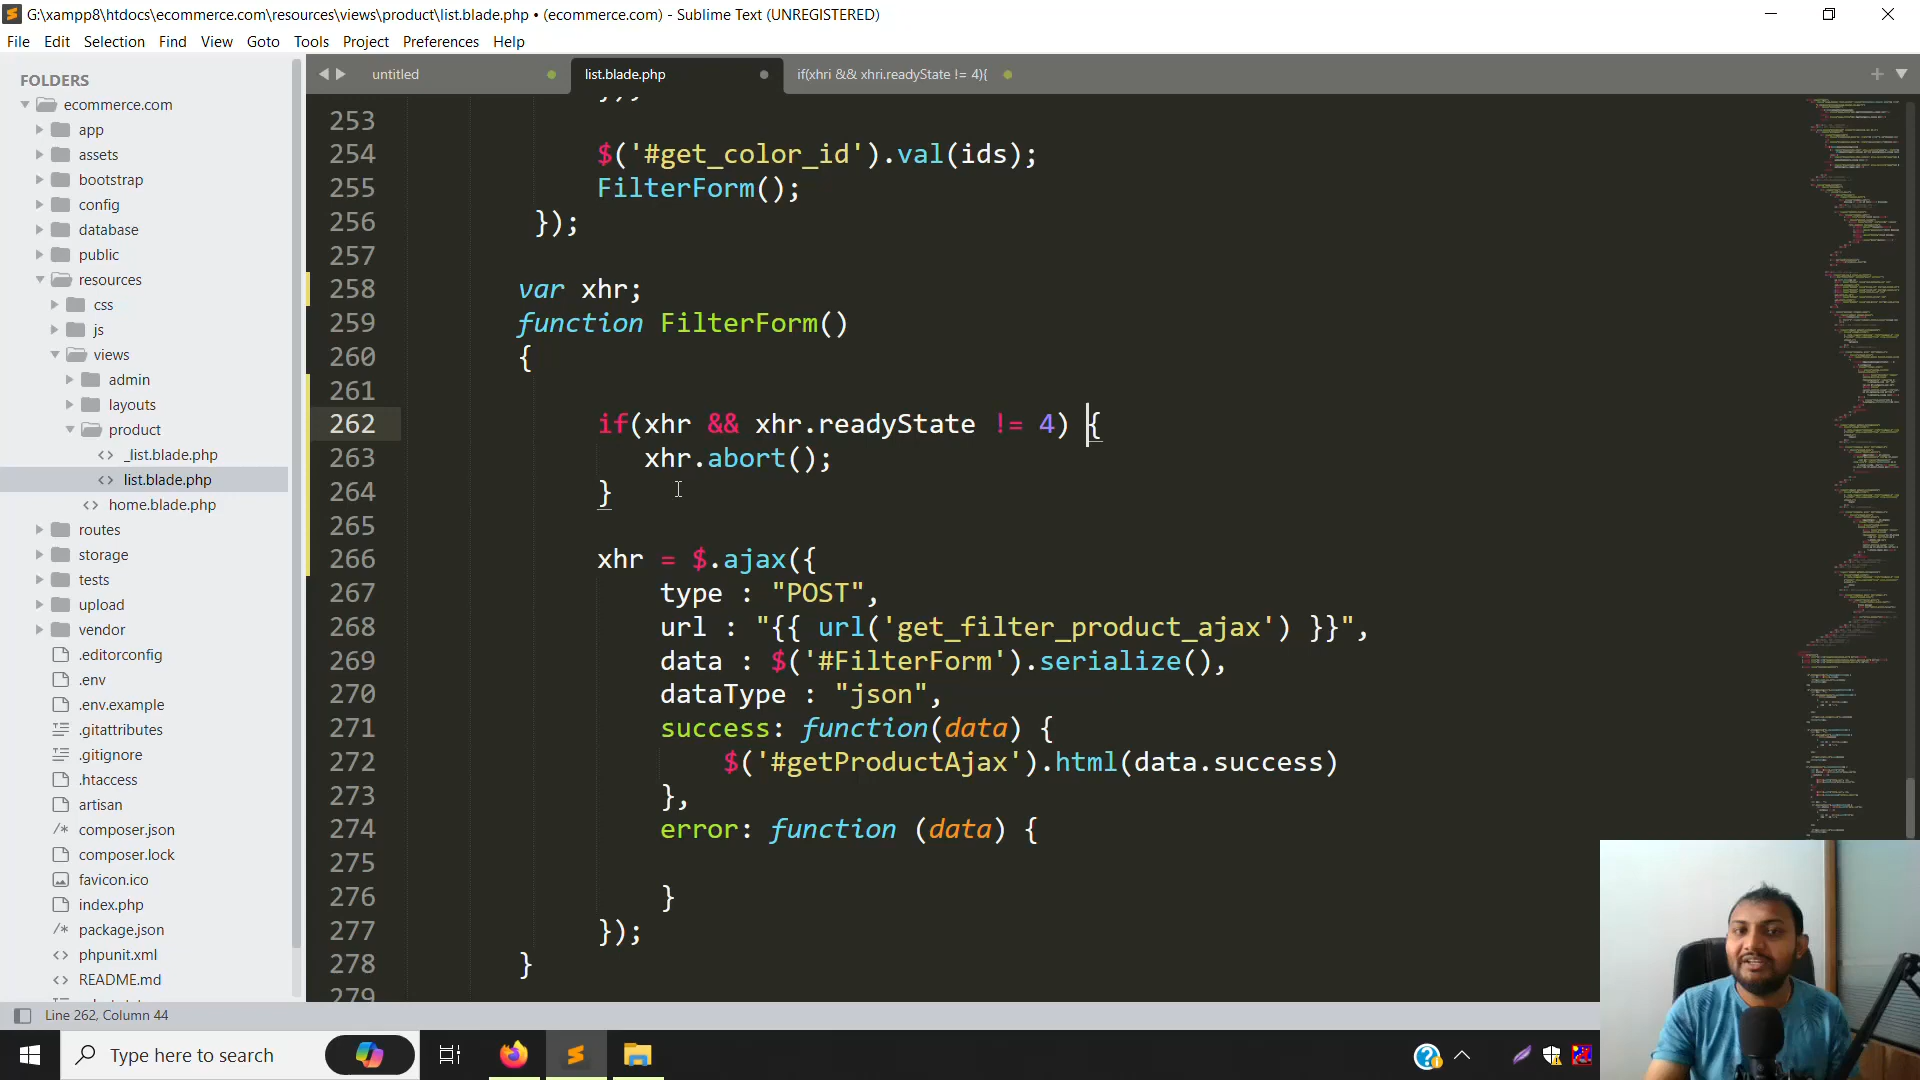 G:\xampp8\htdocs\ecommerce.com\resources\views\product\list.blade.php • (ecommerce.com) - Sublime Text (UNREGISTERED)
File Edit Selection Find View Goto Tools Project Preferences Help
FOLDERS
ecommerce.com
app
assets
bootstrap
config
database
public
resources
css
js
views
admin
layouts
product
_list.blade.php
list.blade.php
home.blade.php
routes
storage
tests
upload
vendor
.editorconfig
.env
.env.example
.gitattributes
.gitignore
.htaccess
artisan
composer.json
composer.lock
favicon.ico
index.php
package.json
phpunit.xml
README.md
untitled
list.blade.php
if(xhri && xhri.readyState != 4){
253
254 $('#get_color_id').val(ids);
255 FilterForm();
256 });
257
258 var xhr;
259 function FilterForm()
260 {
261
262 if(xhr && xhr.readyState != 4) {
263 xhr.abort();
264 }
265
266 xhr = $.ajax({
267 type : "POST",
268 url : "{{ url('get_filter_product_ajax') }}",
269 data : $('#FilterForm').serialize(),
270 dataType : "json",
271 success: function(data) {
272 $('#getProductAjax').html(data.success)
273 },
274 error: function (data) {
275
276 }
277 });
278 }
279
Line 262, Column 44
Type here to search